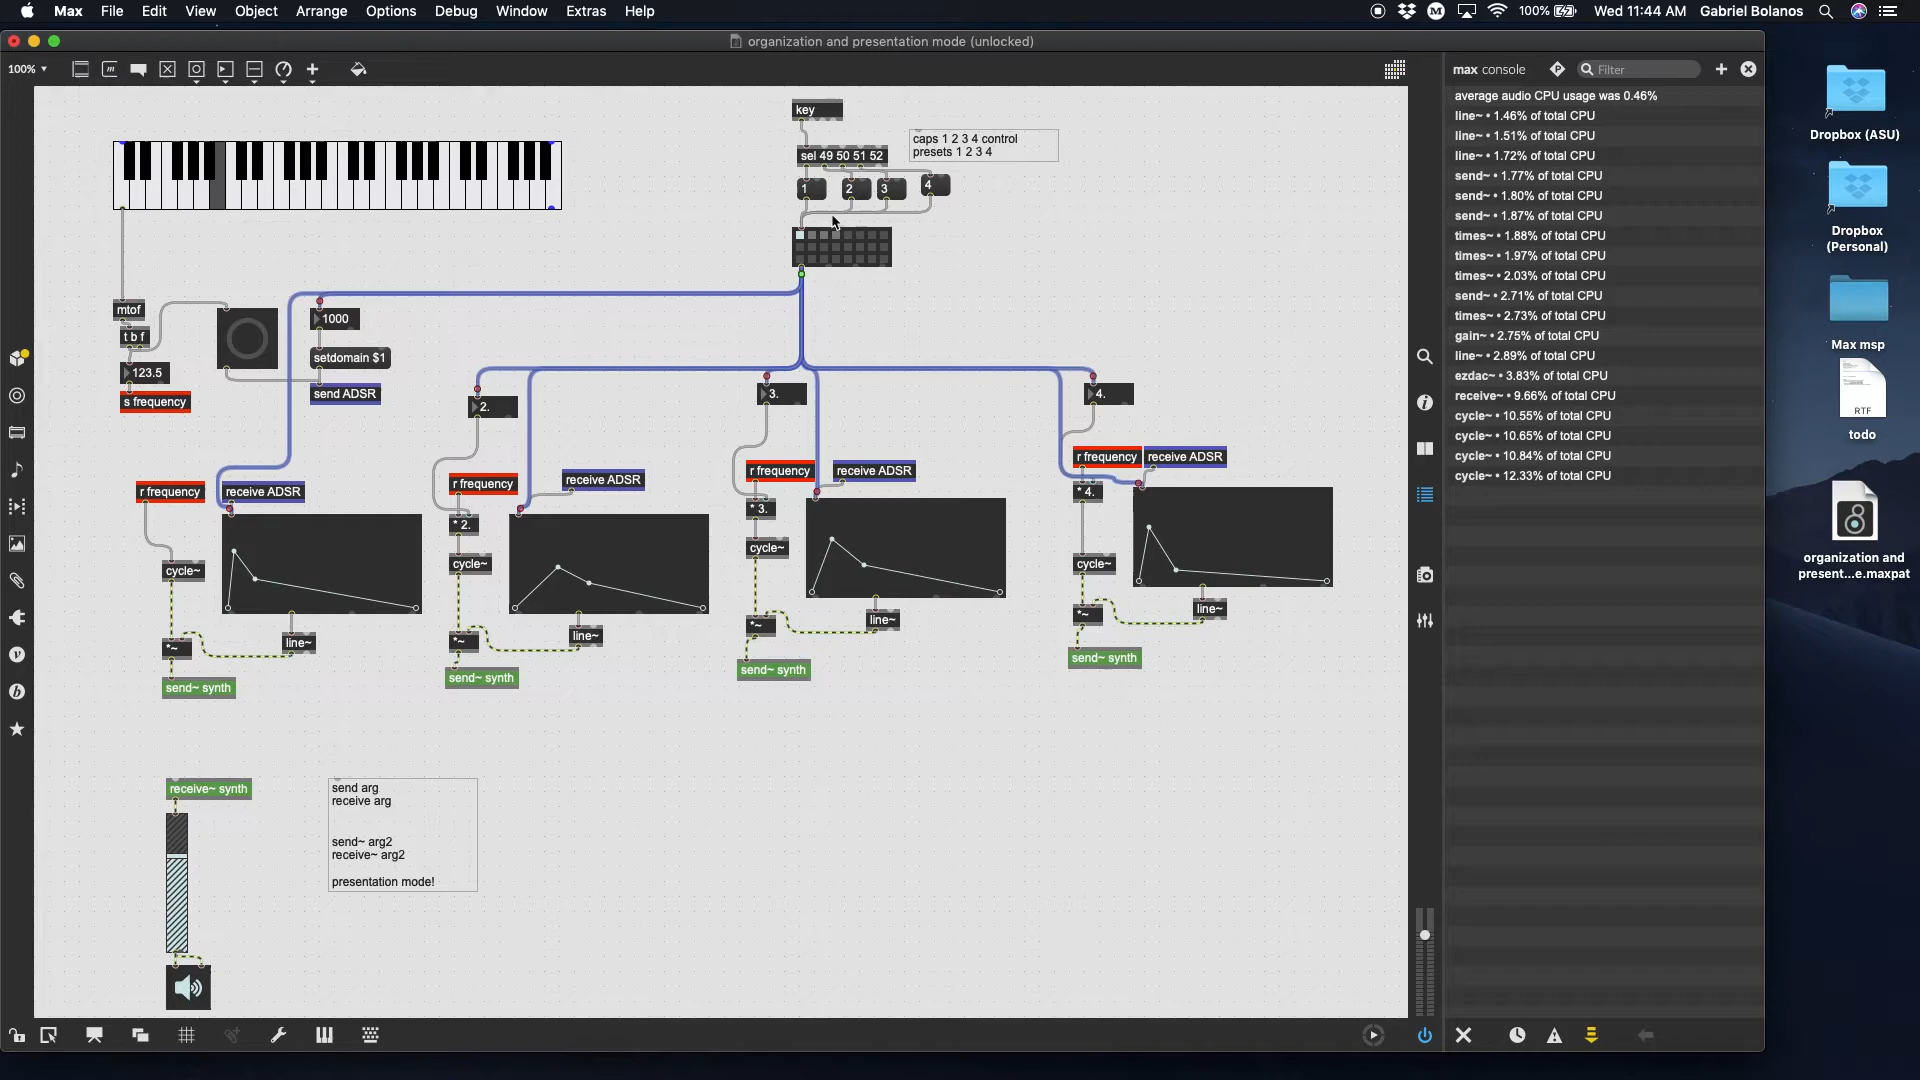 Max File Edit View Object Arrange Options Debug Window Extras Help
100% Wed 11:44 AM Gabriel Bolanos
organization and presentation mode (unlocked)
100%
key
caps 1 2 3 4 control
presets 1 2 3 4
sel 49 50 51 52
1 2 3 4
mtof
t b f
123.5
s frequency
1000
setdomain $1
send ADSR
2.
3.
4.
r frequency
receive ADSR
cycle~
*~
line~
send~ synth
r frequency
receive ADSR
* 2.
cycle~
*~
line~
send~ synth
r frequency
receive ADSR
* 3.
cycle~
*~
line~
send~ synth
r frequency
receive ADSR
* 4.
cycle~
*~
line~
send~ synth
receive~ synth
send arg
receive arg
send~ arg2
receive~ arg2
presentation mode!
max console
Filter
average audio CPU usage was 0.46%
line~ • 1.46% of total CPU
line~ • 1.51% of total CPU
line~ • 1.72% of total CPU
send~ • 1.77% of total CPU
send~ • 1.80% of total CPU
send~ • 1.87% of total CPU
times~ • 1.88% of total CPU
times~ • 1.97% of total CPU
times~ • 2.03% of total CPU
send~ • 2.71% of total CPU
times~ • 2.73% of total CPU
gain~ • 2.75% of total CPU
line~ • 2.89% of total CPU
ezdac~ • 3.83% of total CPU
receive~ • 9.66% of total CPU
cycle~ • 10.55% of total CPU
cycle~ • 10.65% of total CPU
cycle~ • 10.84% of total CPU
cycle~ • 12.33% of total CPU
Dropbox (ASU)
Dropbox
(Personal)
Max msp
RTF
todo
organization and
present...e.maxpat